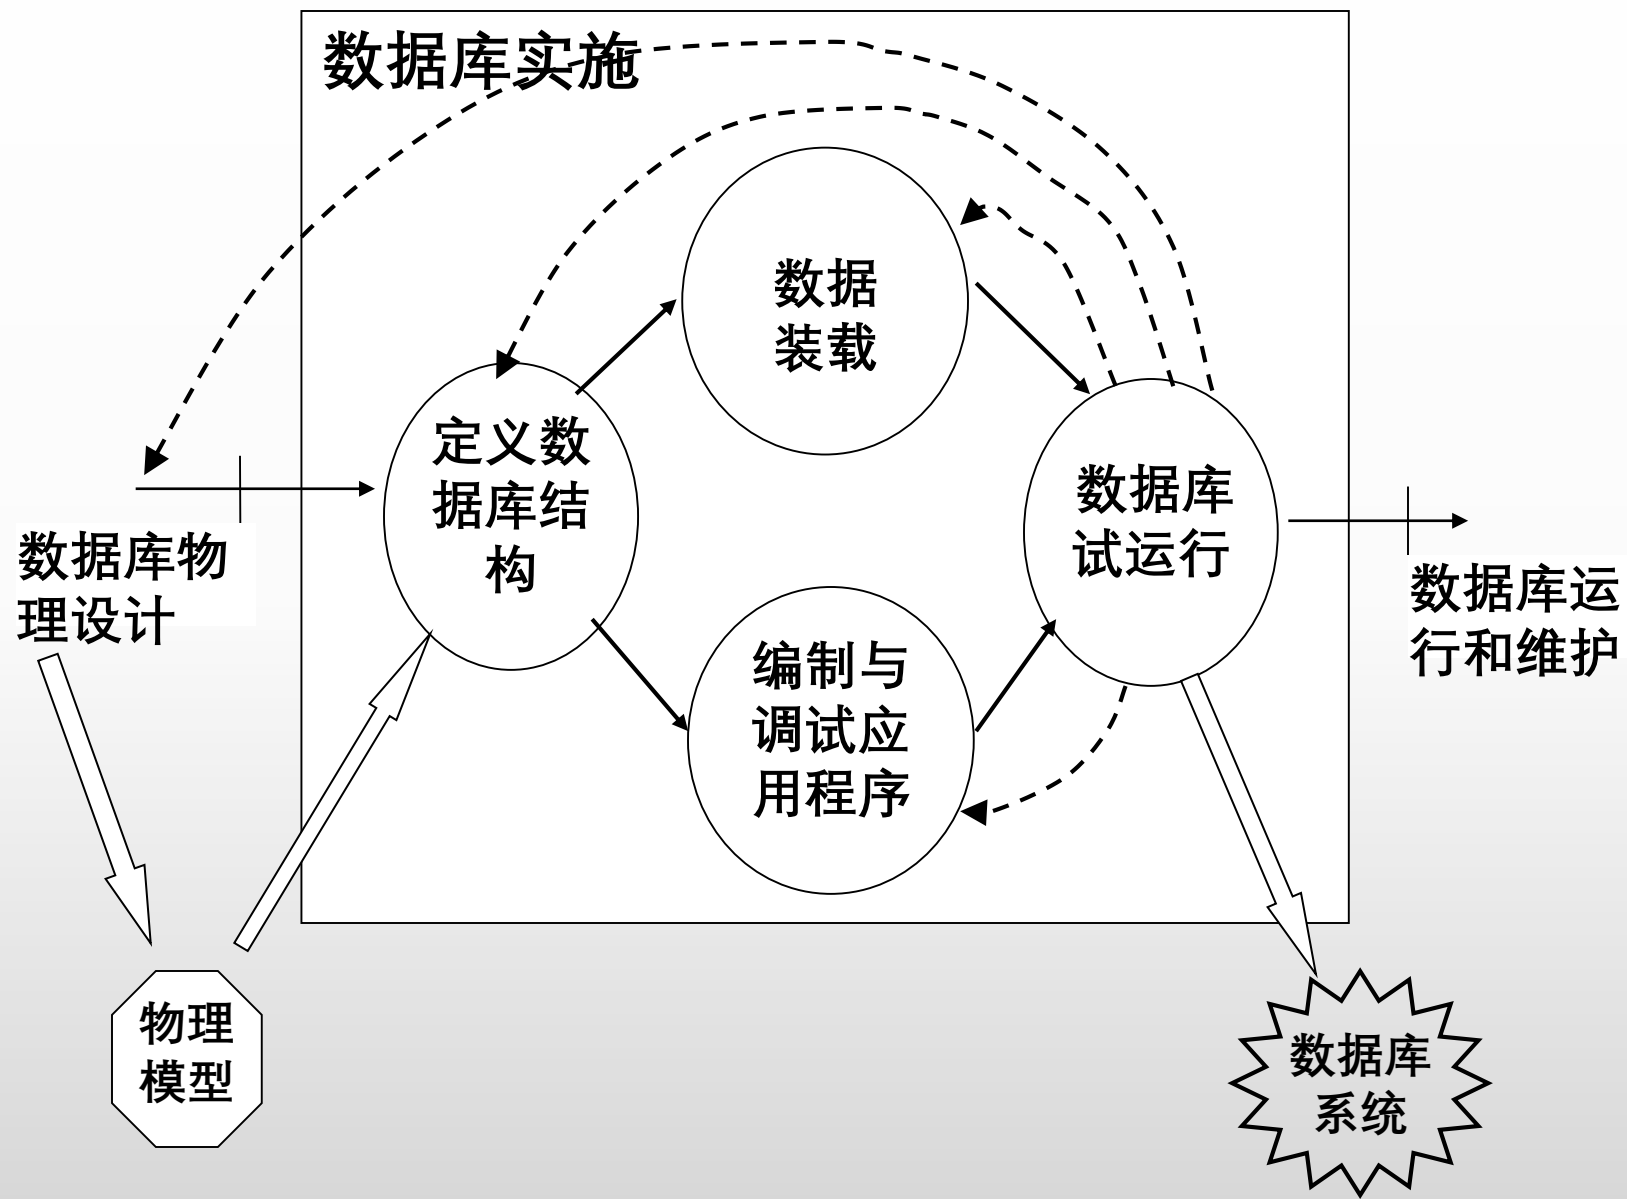 数据库实施
数据
装载
定义数
据库结
构
数据库
试运行
数据库物
理设计
数据库运
行和维护
编制与
调试应
用程序
物理
模型
数据库
系统